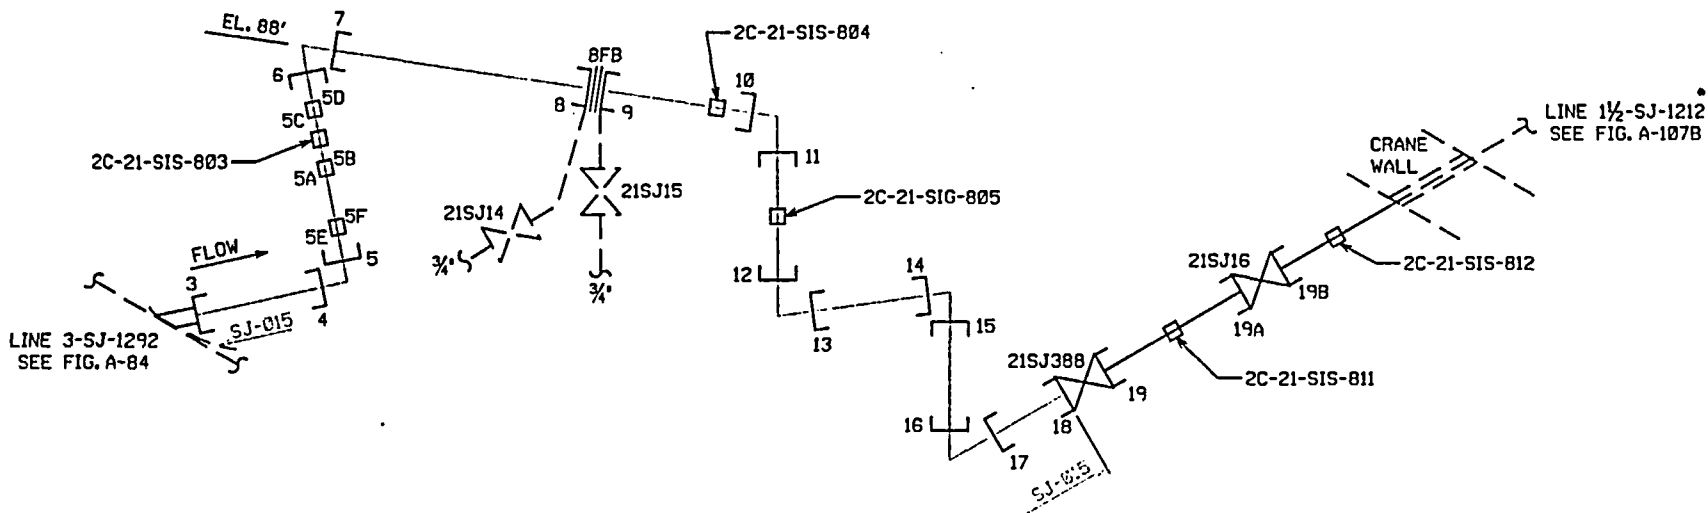 EL. 88'
7
8FB
2C-21-SIS-804
10
6
5D
5C
8
9
LINE 1½-SJ-1212
SEE FIG. A-107B
CRANE
WALL
2C-21-SIS-803
5B
5A
11
21SJ14
21SJ15
2C-21-SIG-805
5F
5E
FLOW
5
¾"
¾"
12
14
21SJ16
2C-21-SIS-812
19B
3
4
SJ-015
LINE 3-SJ-1292
SEE FIG. A-84
13
15
19A
21SJ388
2C-21-SIS-811
19
16
18
17
SJ-015